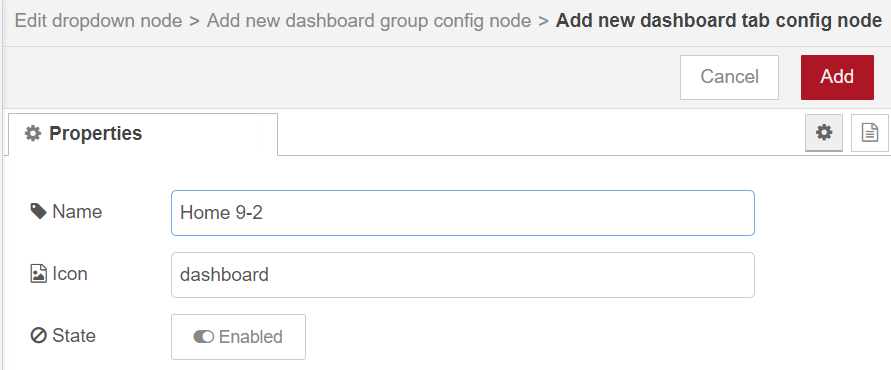 Edit dropdown node > Add new dashboard group config node > Add new dashboard tab config node
Cancel Add
Properties
Name Home 9-2
Icon dashboard
State Enabled